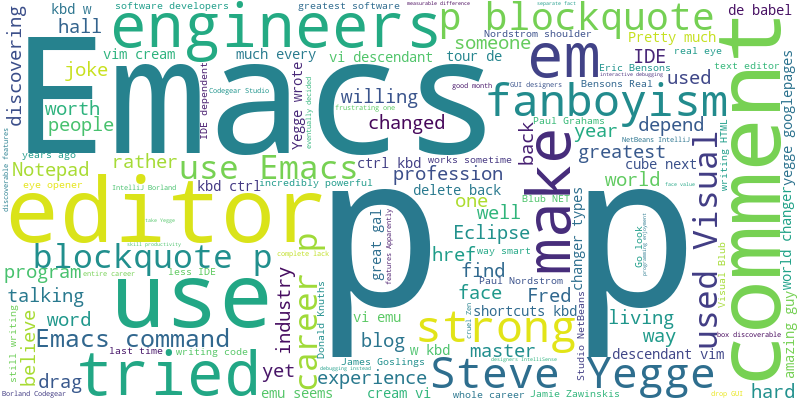 software developers
greatest software
measurable difference
separate fact
kbd w
hall
engineers
p blockquote
de babel
discovering
vim cream
much every
vi descendant
Nordstrom shoulder
someone
tour de
Pretty much
real eye
text editor
Emacs
em
IDE
joke
Codegear Studio
IDE dependent
Yegge wrote
eventually decided
Eric Bensons
Bensons Real
interactive debugging
GUI designers
used
worth
people
willing
changed
good month
frustrating one
fanboyism
comment
googlepages
discoverable features
years ago
Notepad
rather
use Emacs
back
Paul Grahams
year
greatest
NetBeans IntelliJ
depend
writing HTML
eye opener
IntelliJ Borland
kbd ctrl
ctrl kbd
works sometime
incredibly powerful
profession
delete back
Blub NET
cube next
world
face value
editor
take Yegge
p p
great gal
features Apparently
one
well
make
changer types
used Visual
World changer
yegge
blockquote p
complete lack
kill productivity
Eclipse
href
way smart
Go look
programming
program
entire career
less IDE
find
Paul Nordstrom
shortcuts kbd
Visual Blub
amazing guy
talking
use
career p
industry
vi emu
face
Fred
living
word
Donald Knuths
blog
cruel Zen
strong
way
believe
Emacs command
yet
W kbd
master
Studio NetBeans
descendant vim
box discoverable
still writing
last time
writing code
James Goslings
designers Intellisense
drag
tried
experience
debugging instead
Steve Yegge
Borland Codegear
emu seems
cream vi
whole career
Jamie Zawinskis
drop GUI
hard